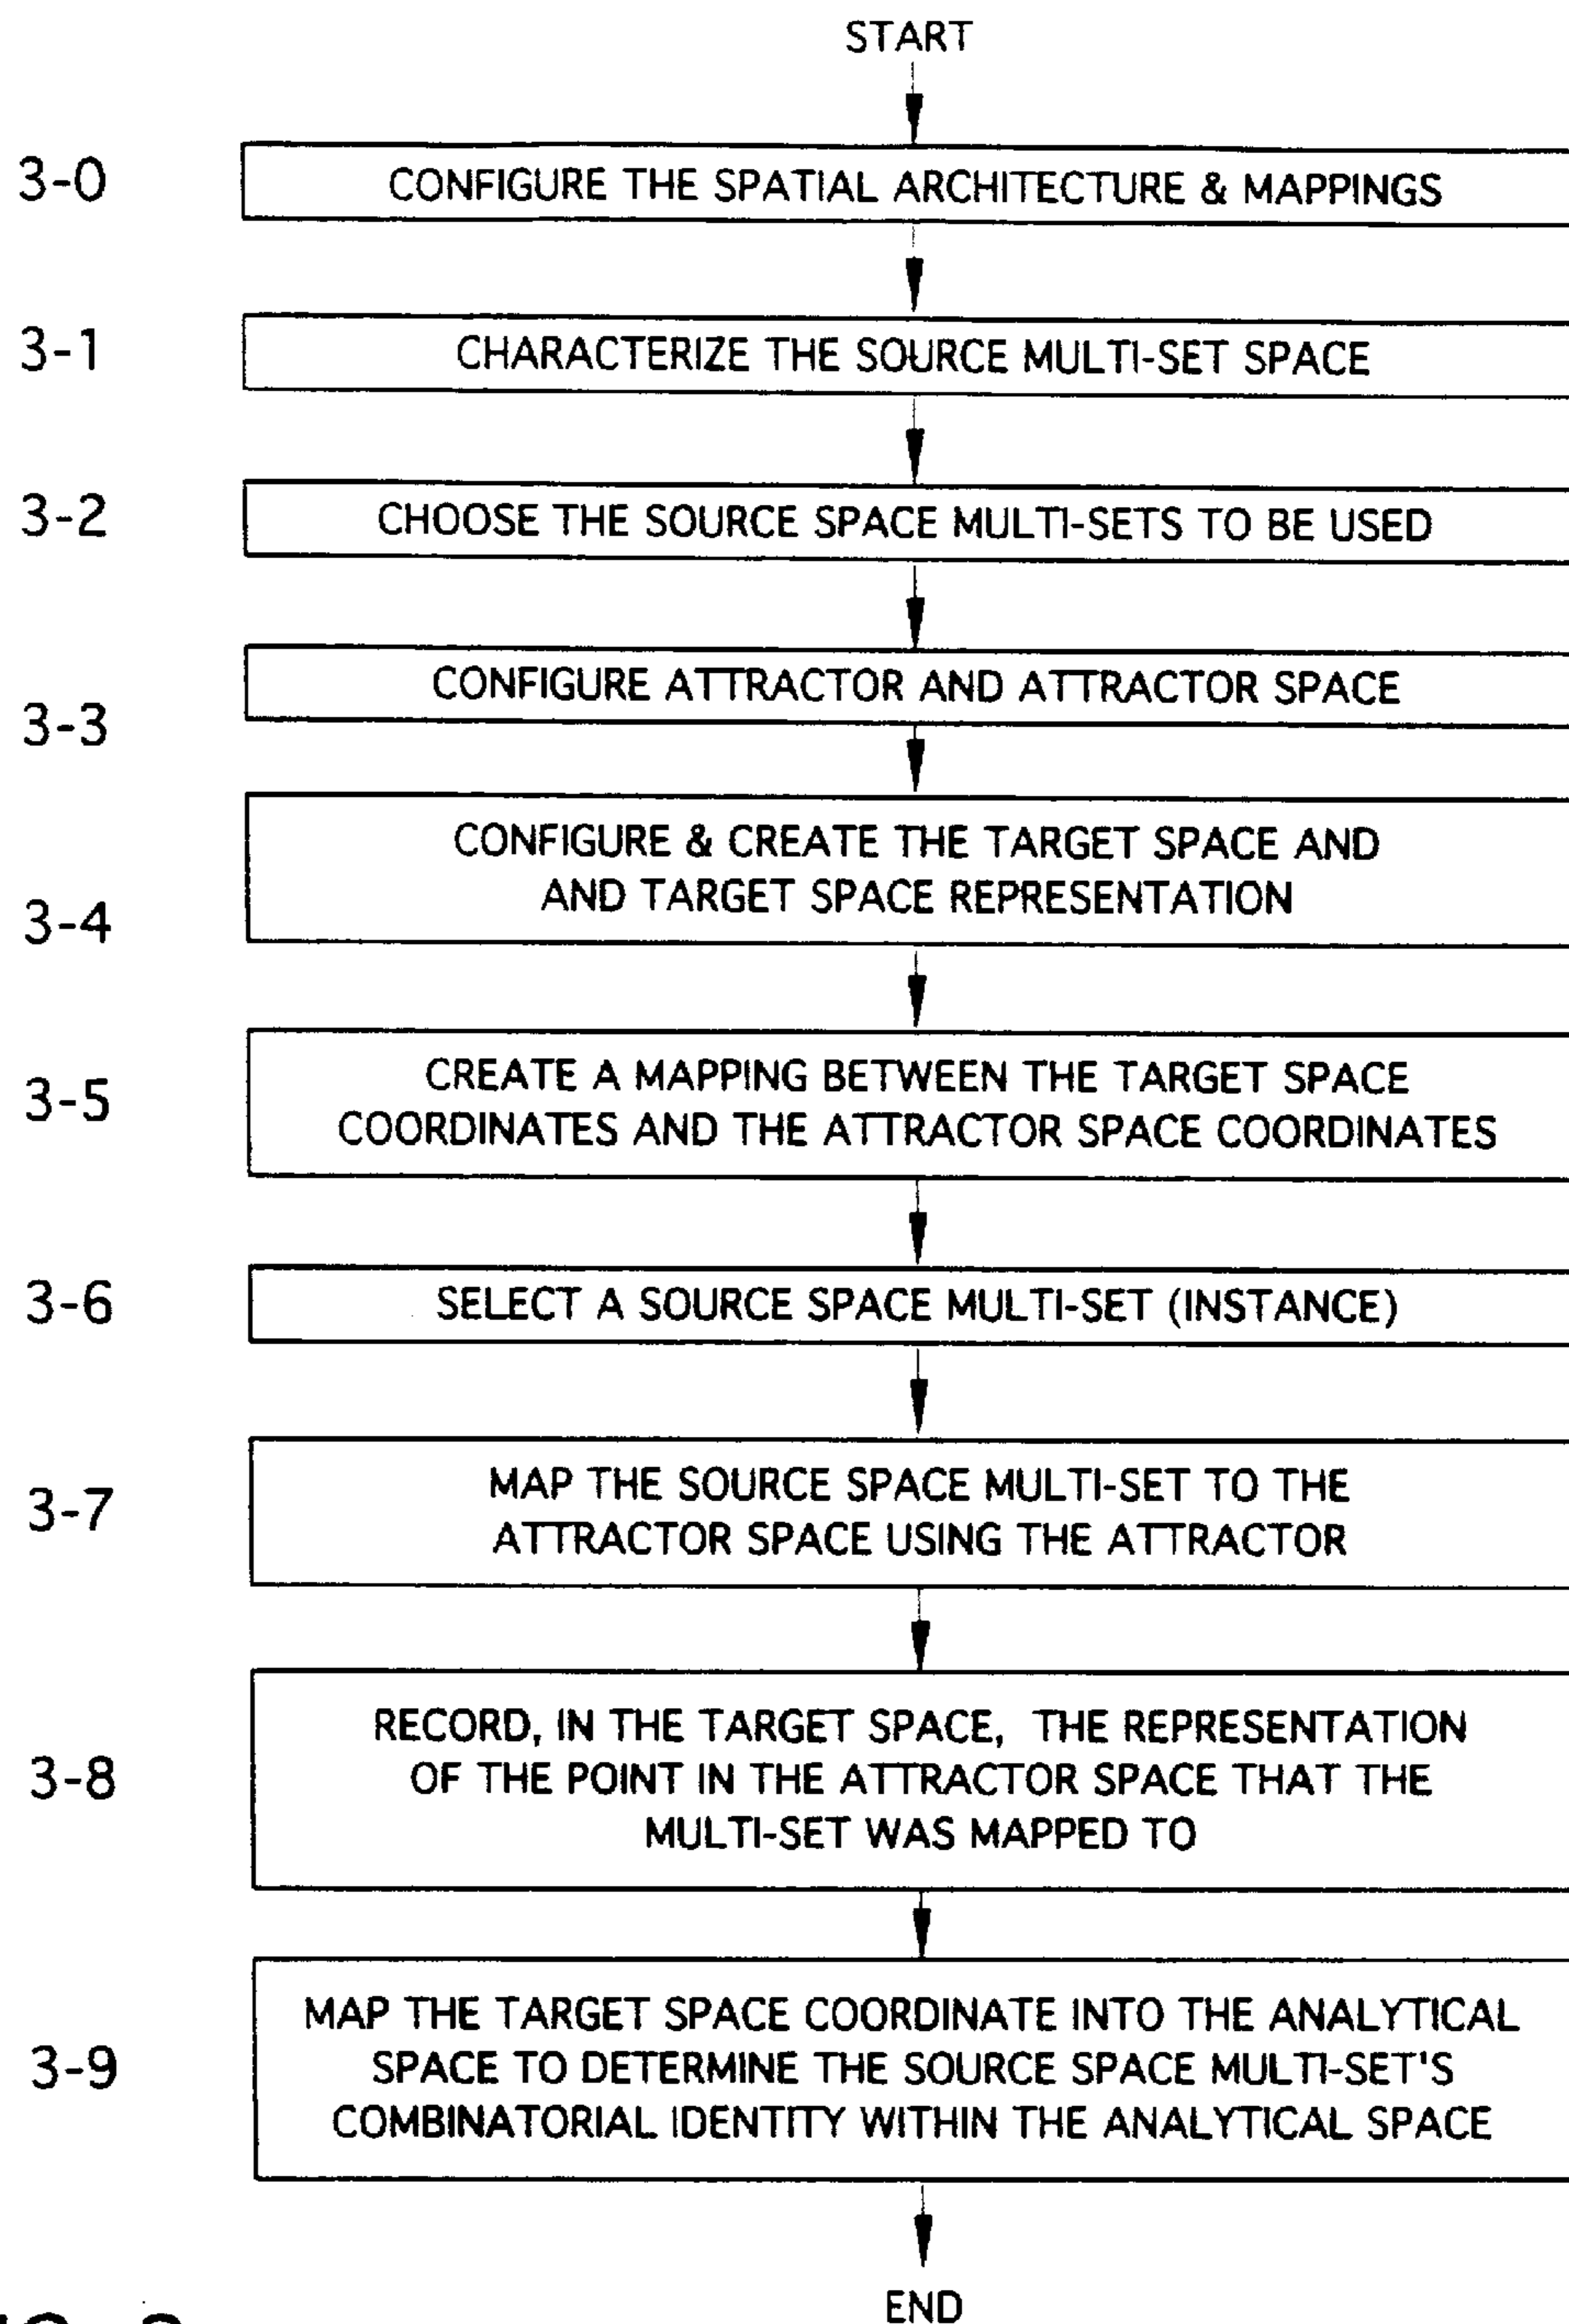 START
3-0 CONFIGURE THE SPATIAL ARCHITECTURE & MAPPINGS
3-1 CHARACTERIZE THE SOURCE MULTI-SET SPACE
3-2 CHOOSE THE SOURCE SPACE MULTI-SETS TO BE USED
3-3 CONFIGURE ATTRACTOR AND ATTRACTOR SPACE
CONFIGURE & CREATE THE TARGET SPACE AND
AND TARGET SPACE REPRESENTATION
3-4
CREATE A MAPPING BETWEEN THE TARGET SPACE
3-5
COORDINATES AND THE ATTRACTOR SPACE COORDINATES
3-6 SELECT A SOURCE SPACE MULTI-SET (INSTANCE)
MAP THE SOURCE SPACE MULTI-SET TO THE
3-7
ATTRACTOR SPACE USING THE ATTRACTOR
RECORD, IN THE TARGET SPACE, THE REPRESENTATION
3-8 OF THE POINT IN THE ATTRACTOR SPACE THAT THE
MULTI-SET WAS MAPPED TO
MAP THE TARGET SPACE COORDINATE INTO THE ANALYTICAL
3-9 SPACE TO DETERMINE THE SOURCE SPACE MULTI-SET'S
COMBINATORIAL IDENTITY WITHIN THE ANALYTICAL SPACE
END